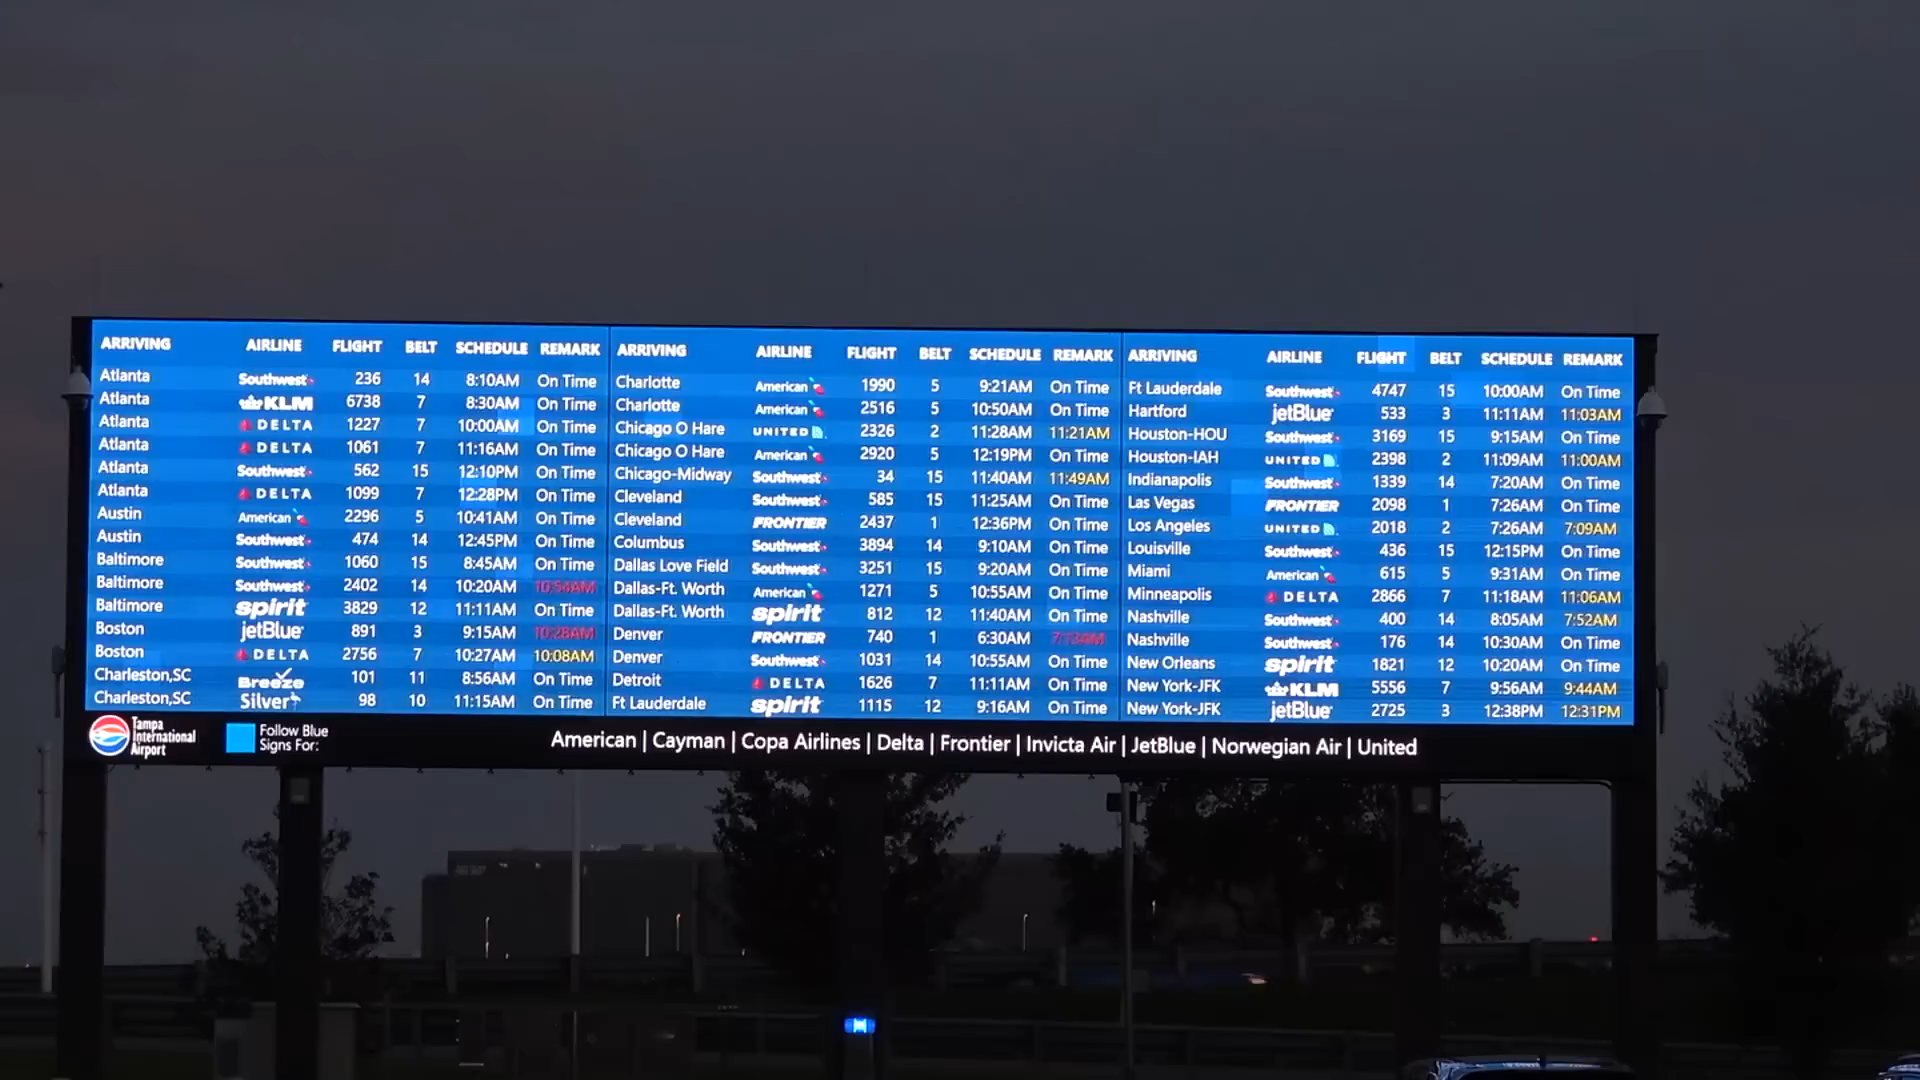 ARRIVING AIRLINE FLIGHT BELT SCHEDULE REMARK
Atlanta Southwest 236 14 8:10AM On Time
Atlanta KLM 6738 7 8:30AM On Time
Atlanta DELTA 1227 7 10:00AM On Time
Atlanta DELTA 1061 7 11:16AM On Time
Atlanta Southwest 562 15 12:10PM On Time
Atlanta DELTA 1099 7 12:28PM On Time
Austin American 2296 5 10:41AM On Time
Austin Southwest 474 14 12:45PM On Time
Baltimore Southwest 1060 15 8:45AM On Time
Baltimore Southwest 2402 14 10:20AM 10:54AM
Baltimore spirit 3829 12 11:11AM On Time
Boston jetBlue 891 3 9:15AM 10:28AM
Boston DELTA 2756 7 10:27AM 10:08AM
Charleston,SC Breeze 101 11 8:56AM On Time
Charleston,SC Silver 98 10 11:15AM On Time
ARRIVING AIRLINE FLIGHT BELT SCHEDULE REMARK
Charlotte American 1990 5 9:21AM On Time
Charlotte American 2516 5 10:50AM On Time
Chicago O Hare UNITED 2326 2 11:28AM 11:21AM
Chicago O Hare American 2920 5 12:19PM On Time
Chicago-Midway Southwest 34 15 11:40AM 11:49AM
Cleveland Southwest 585 15 11:25AM On Time
Cleveland FRONTIER 2437 1 12:36PM On Time
Columbus Southwest 3894 14 9:10AM On Time
Dallas Love Field Southwest 3251 15 9:20AM On Time
Dallas-Ft. Worth American 1271 5 10:55AM On Time
Dallas-Ft. Worth spirit 812 12 11:40AM On Time
Denver FRONTIER 740 1 6:30AM
Denver Southwest 1031 14 10:55AM On Time
Detroit DELTA 1626 7 11:11AM On Time
Ft Lauderdale spirit 1115 12 9:16AM On Time
ARRIVING AIRLINE FLIGHT BELT SCHEDULE REMARK
Ft Lauderdale Southwest 4747 15 10:00AM On Time
Hartford jetBlue 533 3 11:11AM 11:03AM
Houston-HOU Southwest 3169 15 9:15AM On Time
Houston-IAH UNITED 2398 2 11:09AM 11:00AM
Indianapolis Southwest 1339 14 7:20AM On Time
Las Vegas FRONTIER 2098 1 7:26AM On Time
Los Angeles UNITED 2018 2 7:26AM 7:09AM
Louisville Southwest 436 15 12:15PM On Time
Miami American 615 5 9:31AM On Time
Minneapolis DELTA 2866 7 11:18AM 11:06AM
Nashville Southwest 400 14 8:05AM 7:52AM
Nashville Southwest 176 14 10:30AM On Time
New Orleans spirit 1821 12 10:20AM On Time
New York-JFK KLM 5556 7 9:56AM 9:44AM
New York-JFK jetBlue 2725 3 12:38PM 12:31PM
Tampa
International
Airport
Follow Blue
Signs For:
American | Cayman | Copa Airlines | Delta | Frontier | Invicta Air | JetBlue | Norwegian Air | United